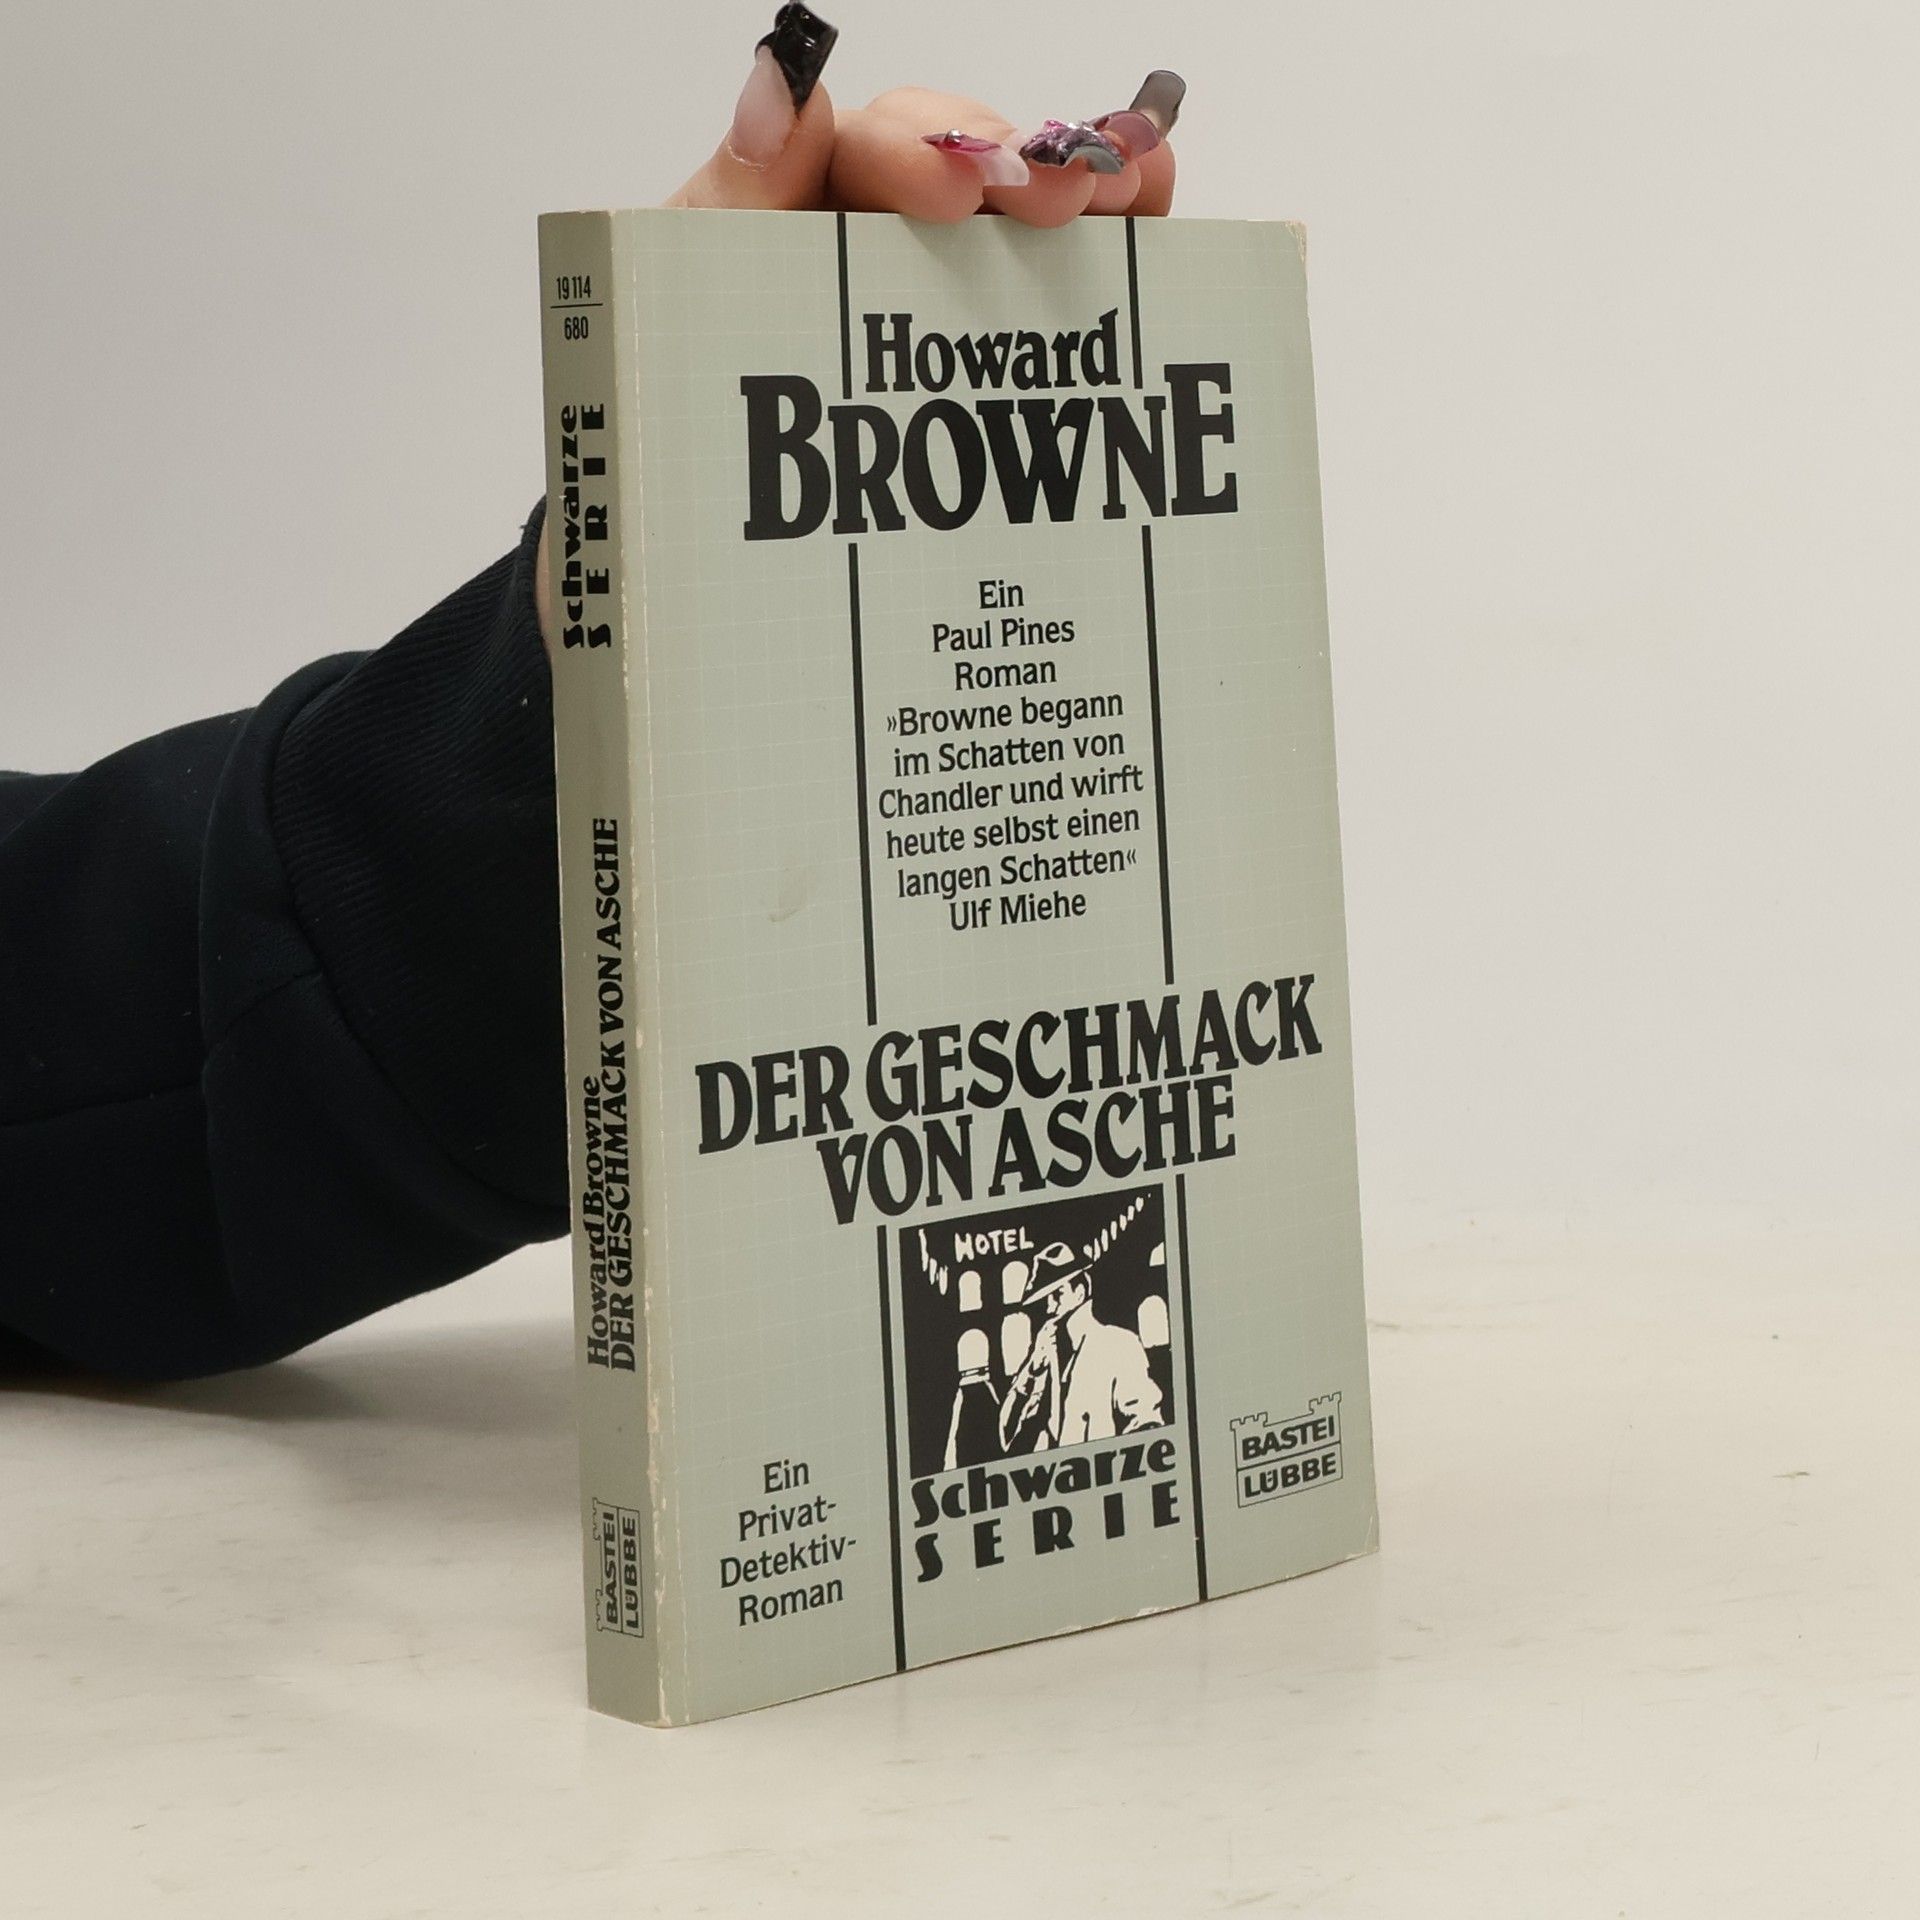 19114
680
Schwarze
SERIE
Howard Browne
DER GESCHMACK VON ASCHE
BASTEI
LÜBBE
Howard
BROWNE
Ein
Paul Pines
Roman
»Browne begann
im Schatten von
Chandler und wirft
heute selbst einen
langen Schatten«
Ulf Miehe
DER GESCHMACK
VON ASCHE
HOTEL
Schwarze
SERIE
Ein
Privat-
Detektiv-
Roman
BASTEI
LÜBBE